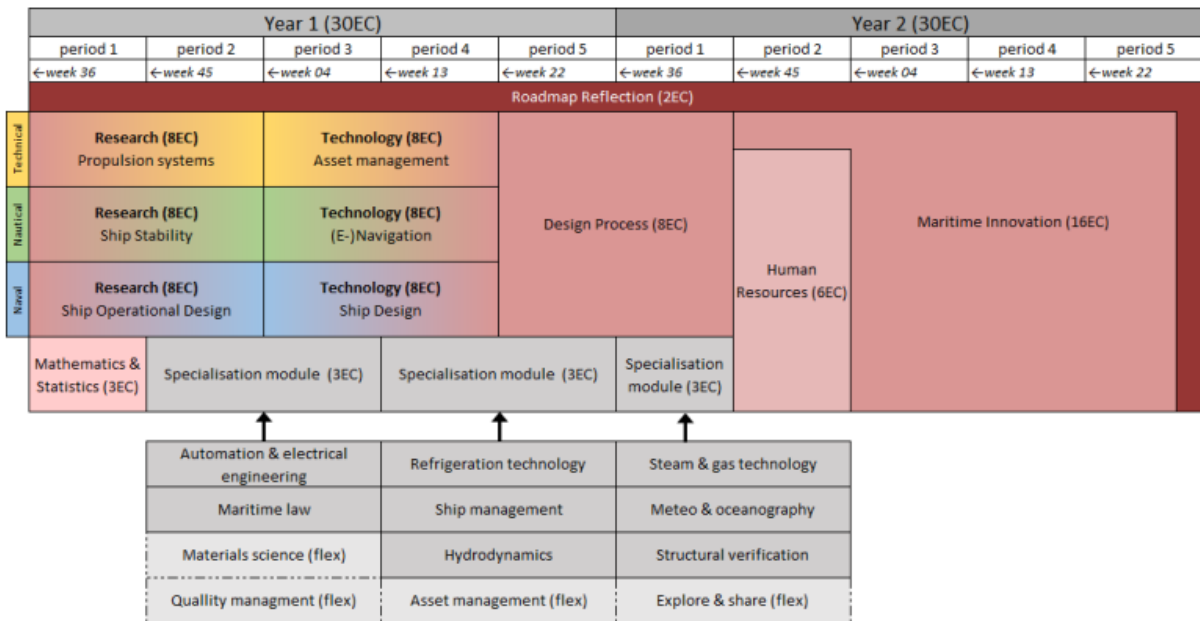 Year 1 (30EC)
Year 2 (30EC)
period 1
period 2
period 3
period 4
period 5
period 1
period 2
period 3
period 4
period 5
←week 36
←week 45
←week 04
←week 13
←week 22
←week 36
←week 45
←week 04
←week 13
←week 22
Roadmap Reflection (2EC)
Technical
Research (8EC)
Propulsion systems
Technology (8EC)
Asset management
Nautical
Research (8EC)
Ship Stability
Technology (8EC)
(E-)Navigation
Naval
Research (8EC)
Ship Operational Design
Technology (8EC)
Ship Design
Design Process (8EC)
Human
Resources (6EC)
Maritime Innovation (16EC)
Mathematics &
Statistics (3EC)
Specialisation module (3EC)
Specialisation module (3EC)
Specialisation
module (3EC)
Automation & electrical
engineering
Refrigeration technology
Steam & gas technology
Maritime law
Ship management
Meteo & oceanography
Materials science (flex)
Hydrodynamics
Structural verification
Quallity managment (flex)
Asset management (flex)
Explore & share (flex)